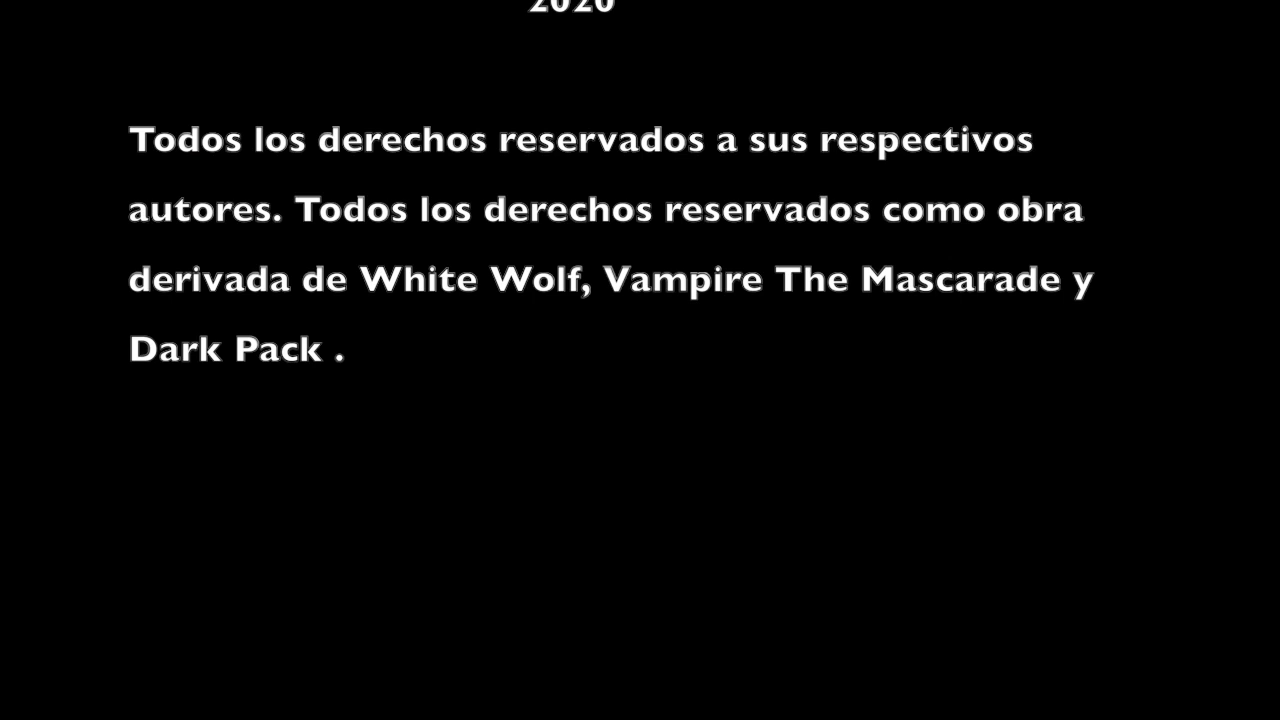 2020
Todos los derechos reservados a sus respectivos
autores. Todos los derechos reservados como obra
derivada de White Wolf, Vampire The Mascarade y
Dark Pack .